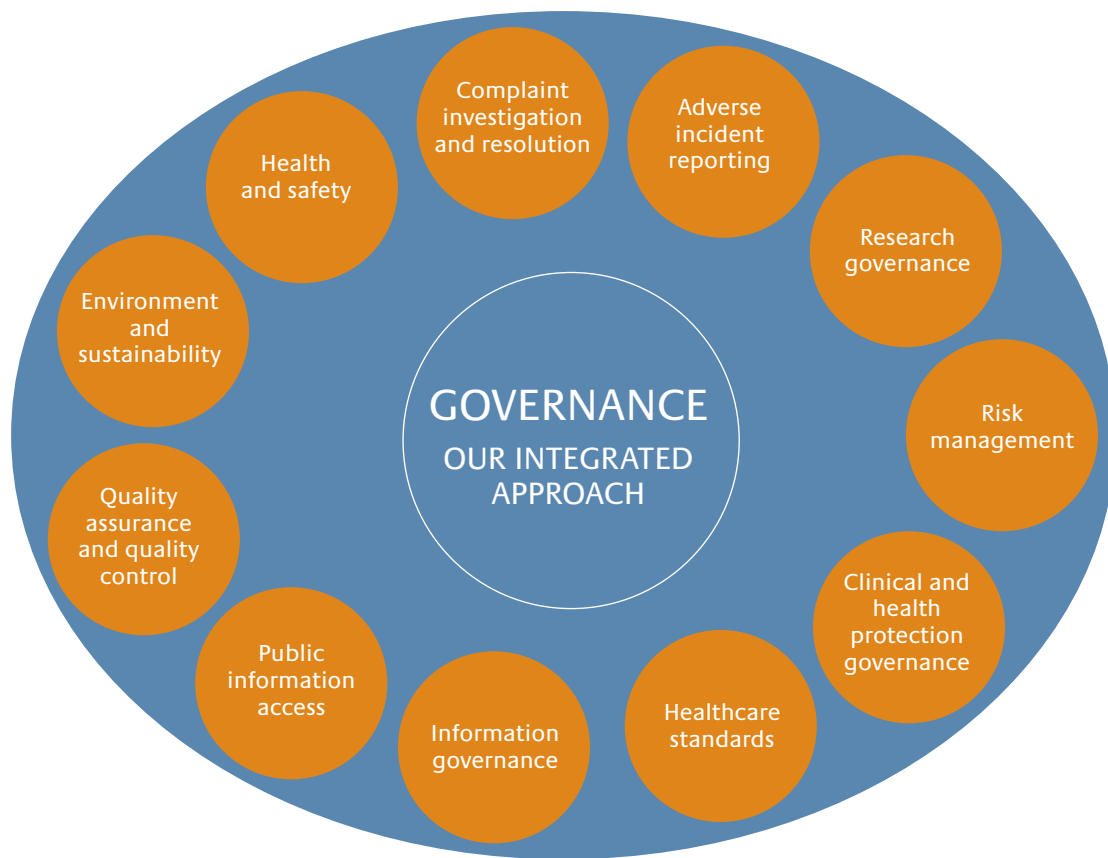 Complaint
investigation
and resolution
Adverse
incident
reporting
Research
governance
Risk
management
Clinical and
health
protection
governance
Healthcare
standards
Information
governance
Public
information
access
Quality
assurance
and quality
control
Environment
and
sustainability
Health
and safety
GOVERNANCE
OUR INTEGRATED
APPROACH